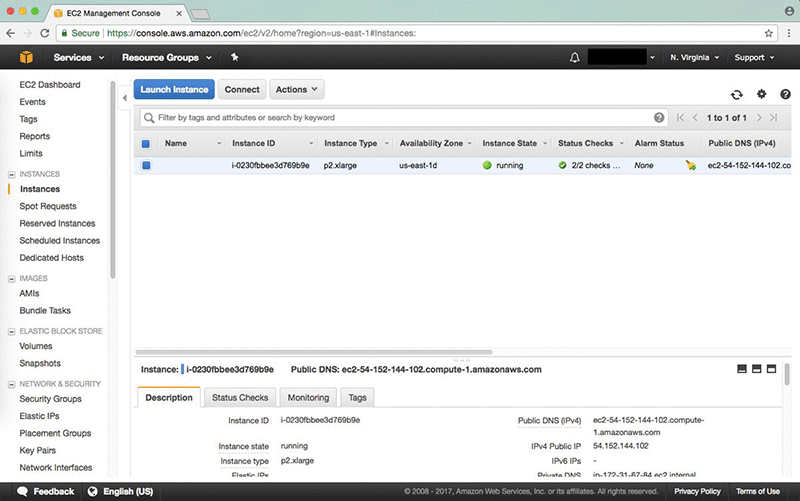 EC2 Management Console
Secure https://console.aws.amazon.com/ec2/v2/home?region=us-east-1#Instances:
Services Resource Groups N. Virginia Support
EC2 Dashboard
Events
Tags
Reports
Limits
INSTANCES
Instances
Spot Requests
Reserved Instances
Scheduled Instances
Dedicated Hosts
IMAGES
AMIs
Bundle Tasks
ELASTIC BLOCK STORE
Volumes
Snapshots
NETWORK & SECURITY
Security Groups
Elastic IPs
Placement Groups
Key Pairs
Network Interfaces
Launch Instance Connect Actions
Filter by tags and attributes or search by keyword 1 to 1 of 1
Name Instance ID Instance Type Availability Zone Instance State Status Checks Alarm Status Public DNS (IPv4)
i-0230fbbee3d769b9e p2.xlarge us-east-1d running 2/2 checks ... None ec2-54-152-144-102.co
Instance: i-0230fbbee3d769b9e Public DNS: ec2-54-152-144-102.compute-1.amazonaws.com
Description Status Checks Monitoring Tags
Instance ID i-0230fbbee3d769b9e Public DNS (IPv4) ec2-54-152-144-102.compute-
1.amazonaws.com
Instance state running IPv4 Public IP 54.152.144.102
Instance type p2.xlarge IPv6 IPs -
Elastic IPs Private DNS ip-172-31-67-84.ec2.internal
Feedback English (US) © 2008 - 2017, Amazon Web Services, Inc. or its affiliates. All rights reserved. Privacy Policy Terms of Use